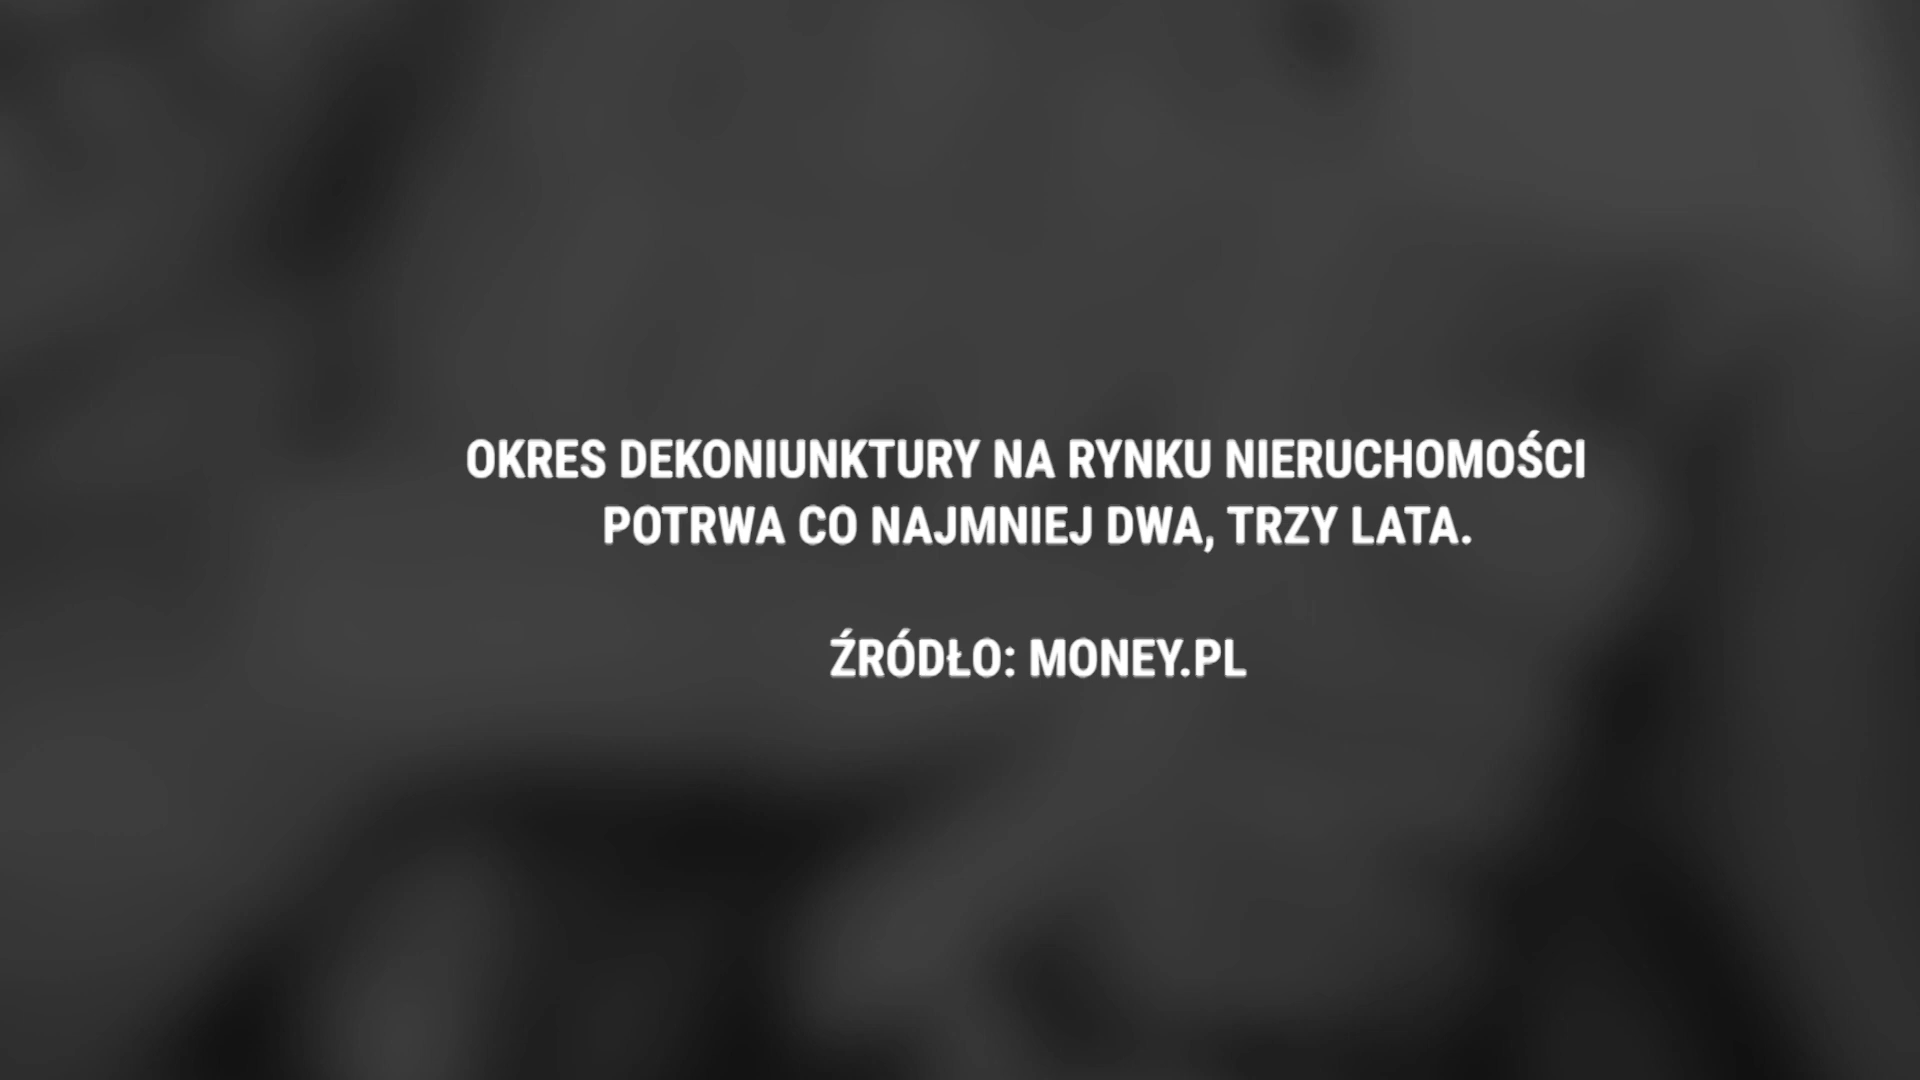 OKRES DEKONIUNKTURY NA RYNKU NIERUCHOMOŚCI
POTRWA CO NAJMNIEJ DWA, TRZY LATA.
ŹRÓDŁO: MONEY.PL